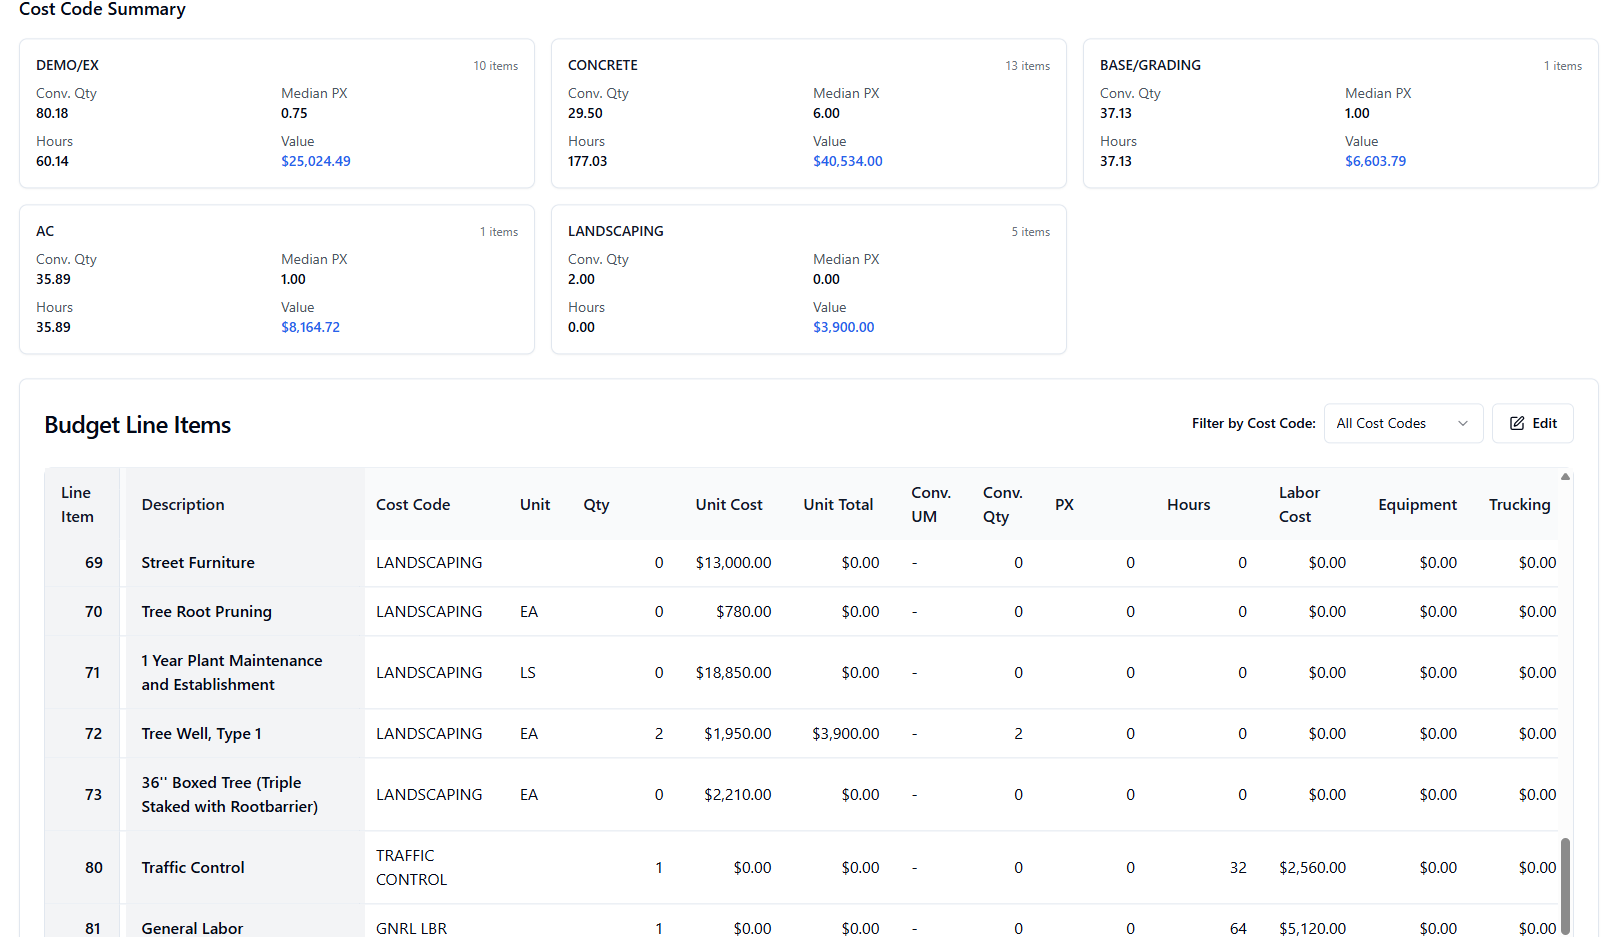 Cost Code Summary
DEMO/EX 10 items
Conv. Qty Median PX
80.18 0.75
Hours Value
60.14 $25,024.49
CONCRETE 13 items
Conv. Qty Median PX
29.50 6.00
Hours Value
177.03 $40,534.00
BASE/GRADING 1 items
Conv. Qty Median PX
37.13 1.00
Hours Value
37.13 $6,603.79
AC 1 items
Conv. Qty Median PX
35.89 1.00
Hours Value
35.89 $8,164.72
LANDSCAPING 5 items
Conv. Qty Median PX
2.00 0.00
Hours Value
0.00 $3,900.00
Budget Line Items
Filter by Cost Code: All Cost Codes Edit
Line Item Description Cost Code Unit Qty Unit Cost Unit Total Conv. UM Conv. Qty PX Hours Labor Cost Equipment Trucking
69 Street Furniture LANDSCAPING 0 $13,000.00 $0.00 - 0 0 0 $0.00 $0.00 $0.00
70 Tree Root Pruning LANDSCAPING EA 0 $780.00 $0.00 - 0 0 0 $0.00 $0.00 $0.00
71 1 Year Plant Maintenance and Establishment LANDSCAPING LS 0 $18,850.00 $0.00 - 0 0 0 $0.00 $0.00 $0.00
72 Tree Well, Type 1 LANDSCAPING EA 2 $1,950.00 $3,900.00 - 2 0 0 $0.00 $0.00 $0.00
73 36'' Boxed Tree (Triple Staked with Rootbarrier) LANDSCAPING EA 0 $2,210.00 $0.00 - 0 0 0 $0.00 $0.00 $0.00
80 Traffic Control TRAFFIC CONTROL 1 $0.00 $0.00 - 0 0 32 $2,560.00 $0.00 $0.00
81 General Labor GNRL LBR 1 $0.00 $0.00 - 0 0 64 $5,120.00 $0.00 $0.00